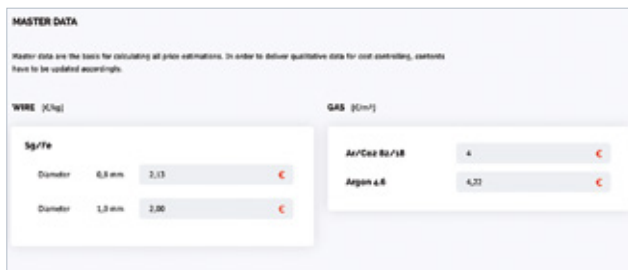 MASTER DATA
Master data are the basis for calculating all price estimations. In order to deliver qualitative data for cost controlling, contents
have to be updated accordingly.
WIRE [€/kg]
Sg/Fe
Diameter 0,8 mm 2,13 €
Diameter 1,0 mm 2,00 €
GAS [€/m³]
Ar/Co2 82/18 4 €
Argon 4.6 4,22 €